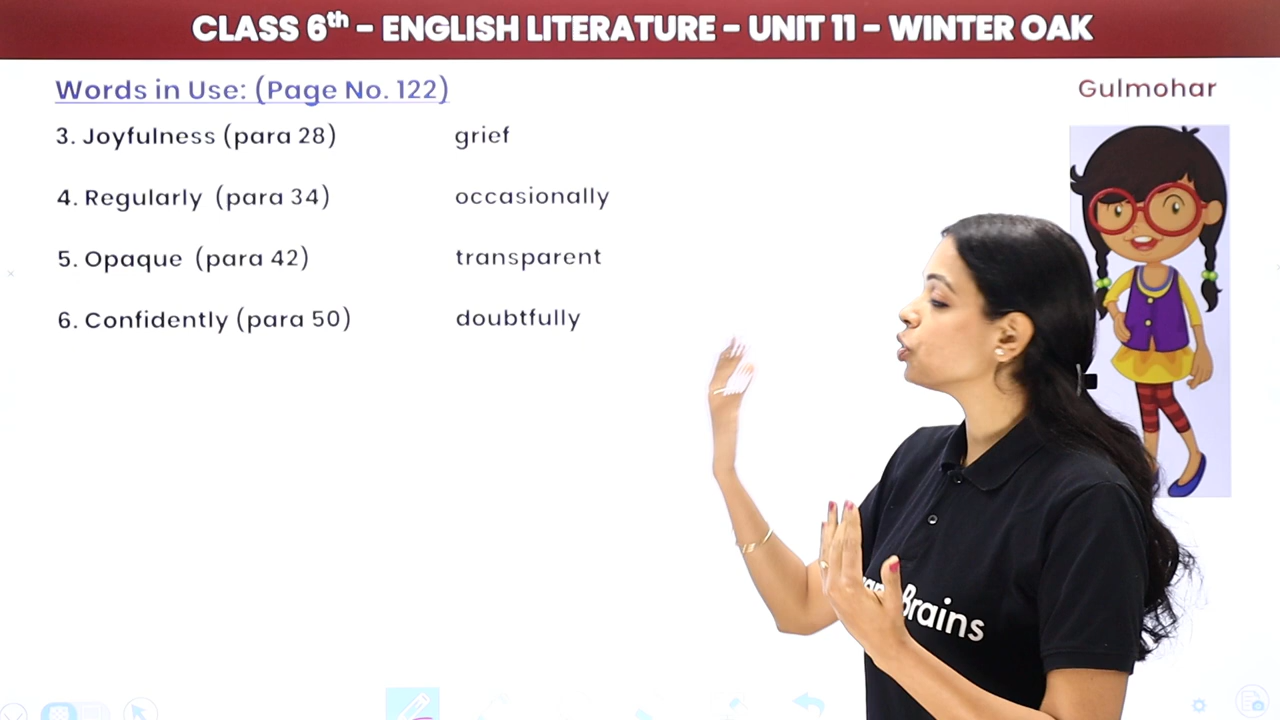 CLASS 6th - ENGLISH LITERATURE - UNIT 11 - WINTER OAK
Words in Use: (Page No. 122)
Gulmohar
3. Joyfulness (para 28) grief
4. Regularly (para 34) occasionally
5. Opaque (para 42) transparent
6. Confidently (para 50) doubtfully
Brains